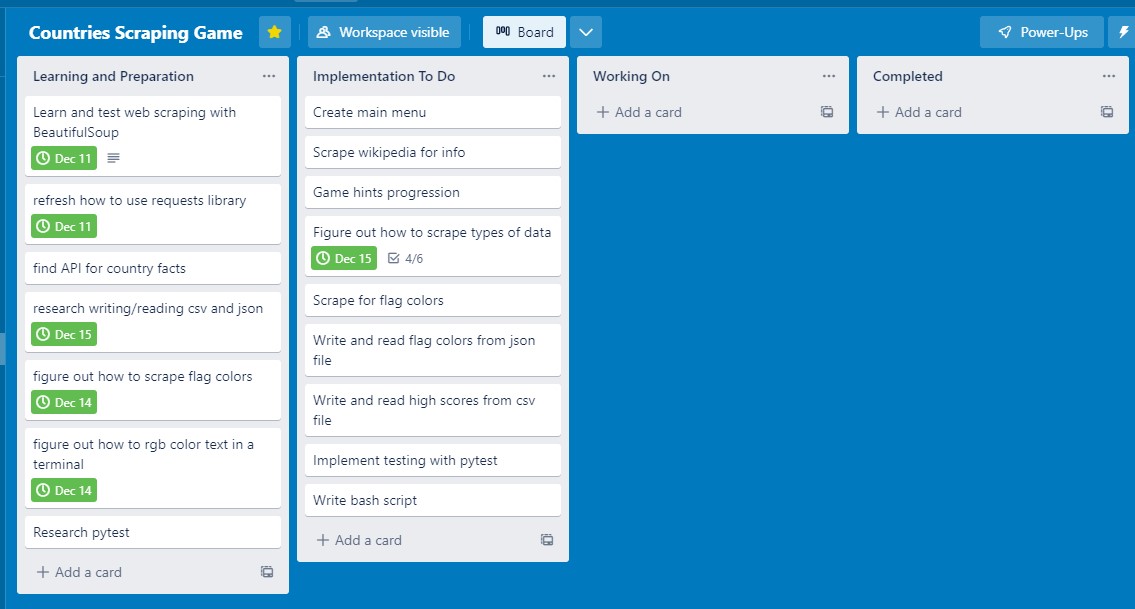 Countries Scraping Game
Workspace visible
Board
Power-Ups
Learning and Preparation
Learn and test web scraping with
BeautifulSoup
Dec 11
refresh how to use requests library
Dec 11
find API for country facts
research writing/reading csv and json
Dec 15
figure out how to scrape flag colors
Dec 14
figure out how to rgb color text in a
terminal
Dec 14
Research pytest
+ Add a card
Implementation To Do
Create main menu
Scrape wikipedia for info
Game hints progression
Figure out how to scrape types of data
Dec 15
4/6
Scrape for flag colors
Write and read flag colors from json
file
Write and read high scores from csv
file
Implement testing with pytest
Write bash script
+ Add a card
Working On
+ Add a card
Completed
+ Add a card